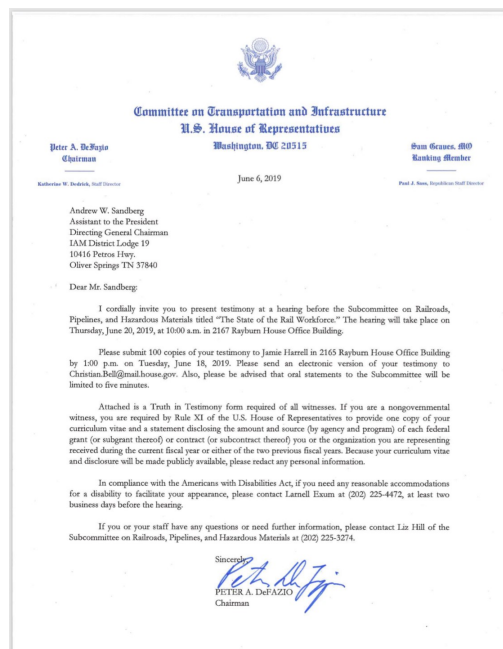 Committee on Transportation and Infrastructure
U.S. House of Representatives
Washington, DC 20515
Peter A. DeFazio
Chairman
Sam Graves, MO
Ranking Member
Katherine W. Dedrick, Staff Director
Paul J. Sass, Republican Staff Director
June 6, 2019
Andrew W. Sandberg
Assistant to the President
Directing General Chairman
IAM District Lodge 19
10416 Petros Hwy.
Oliver Springs TN 37840
Dear Mr. Sandberg:
I cordially invite you to present testimony at a hearing before the Subcommittee on Railroads,
Pipelines, and Hazardous Materials titled “The State of the Rail Workforce.” The hearing will take place on
Thursday, June 20, 2019, at 10:00 a.m. in 2167 Rayburn House Office Building.
Please submit 100 copies of your testimony to Jamie Harrell in 2165 Rayburn House Office Building
by 1:00 p.m. on Tuesday, June 18, 2019. Please send an electronic version of your testimony to
Christian.Bell@mail.house.gov. Also, please be advised that oral statements to the Subcommittee will be
limited to five minutes.
Attached is a Truth in Testimony form required of all witnesses. If you are a nongovernmental
witness, you are required by Rule XI of the U.S. House of Representatives to provide one copy of your
curriculum vitae and a statement disclosing the amount and source (by agency and program) of each federal
grant (or subgrant thereof) or contract (or subcontract thereof) you or the organization you are representing
received during the current fiscal year or either of the two previous fiscal years. Because your curriculum vitae
and disclosure will be made publicly available, please redact any personal information.
In compliance with the Americans with Disabilities Act, if you need any reasonable accommodations
for a disability to facilitate your appearance, please contact Larnell Exum at (202) 225-4472, at least two
business days before the hearing.
If you or your staff have any questions or need further information, please contact Liz Hill of the
Subcommittee on Railroads, Pipelines, and Hazardous Materials at (202) 225-3274.
Sincerely,
PETER A. DeFAZIO
Chairman